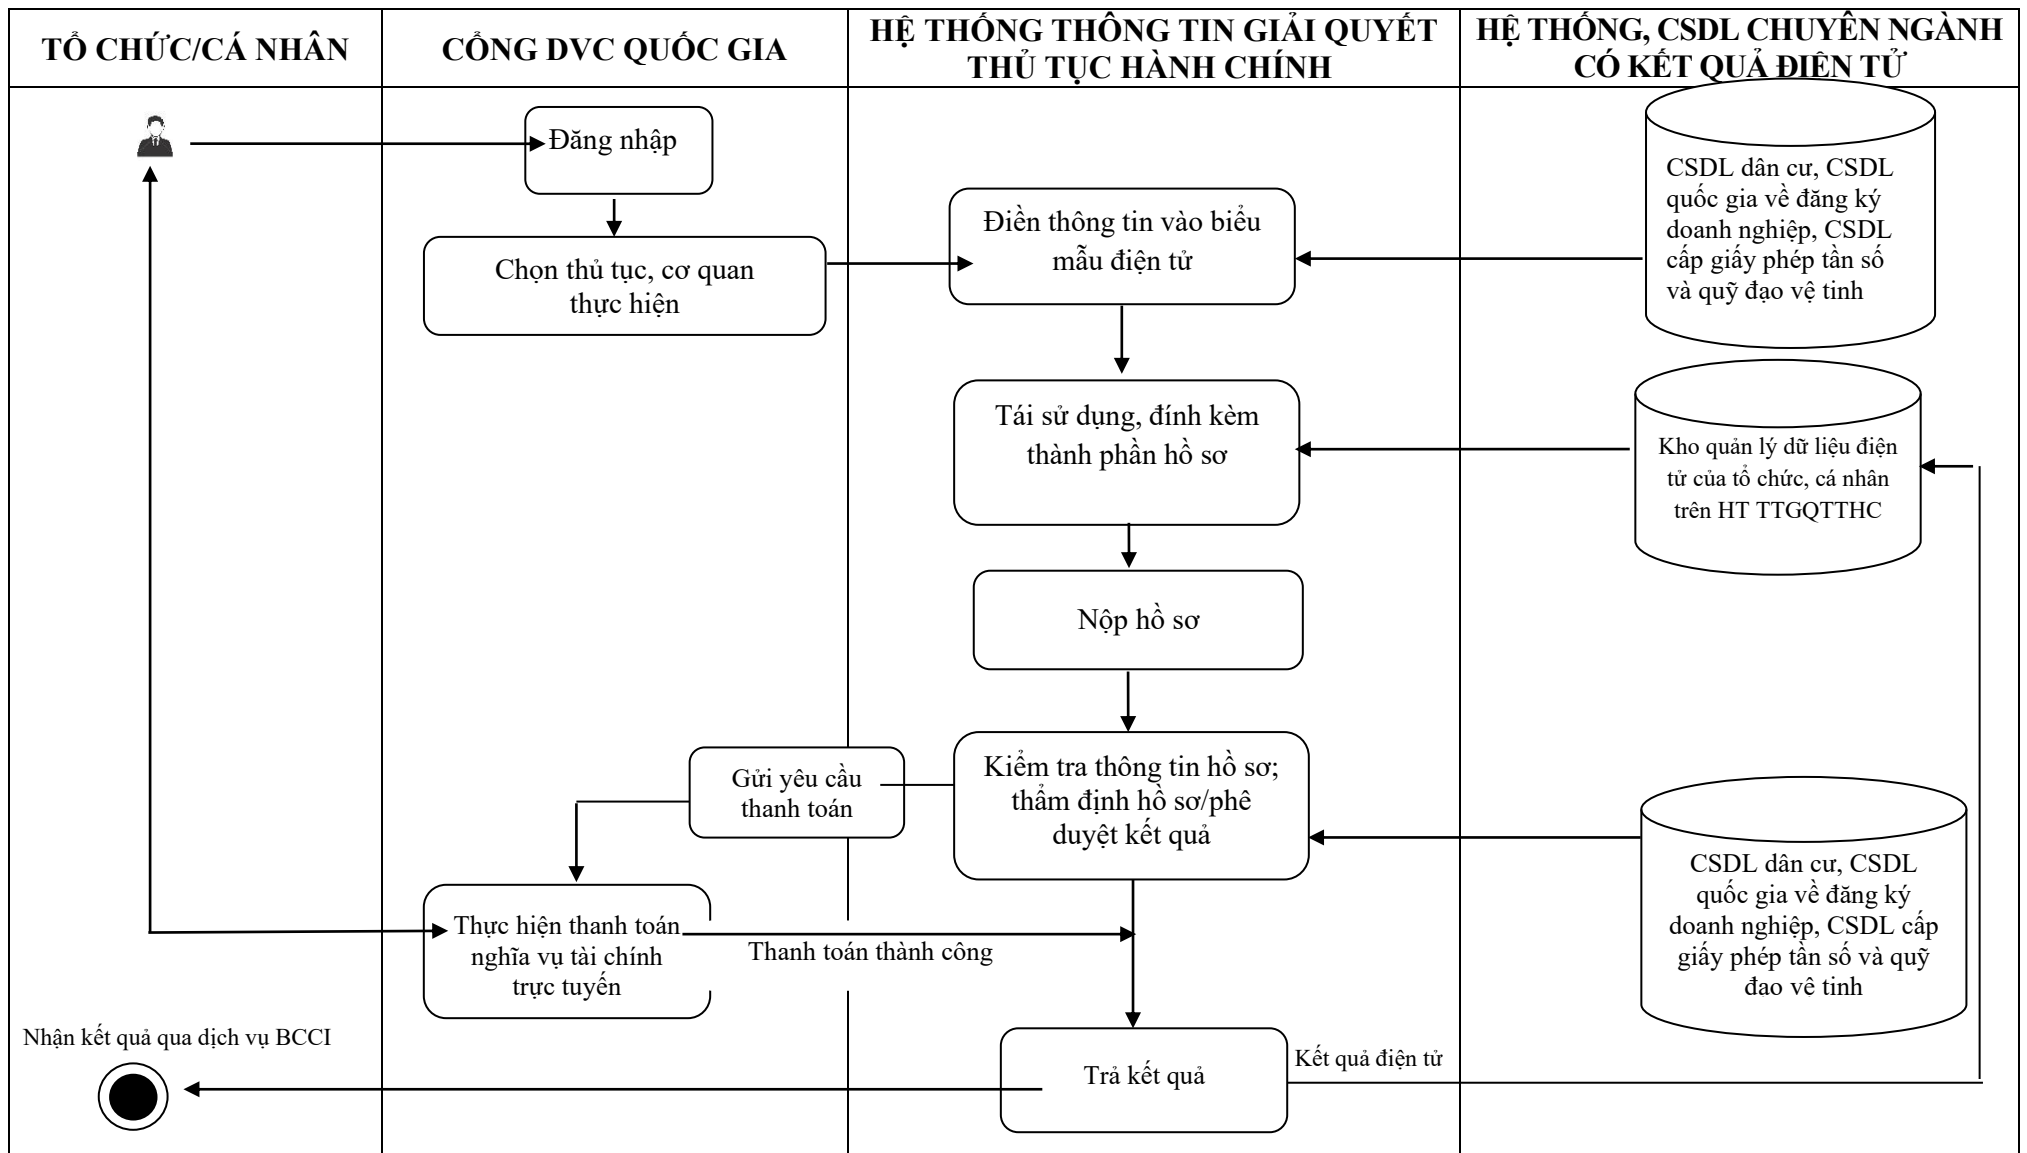 TỔ CHỨC/CÁ NHÂN
CỔNG DVC QUỐC GIA
HỆ THỐNG THÔNG TIN GIẢI QUYẾT
THỦ TỤC HÀNH CHÍNH
HỆ THỐNG, CSDL CHUYÊN NGÀNH
CÓ KẾT QUẢ ĐIỆN TỬ
Đăng nhập
Chọn thủ tục, cơ quan
thực hiện
Điền thông tin vào biểu
mẫu điện tử
CSDL dân cư, CSDL
quốc gia về đăng ký
doanh nghiệp, CSDL
cấp giấy phép tần số
và quỹ đạo vệ tinh
Tái sử dụng, đính kèm
thành phần hồ sơ
Kho quản lý dữ liệu điện
tử của tổ chức, cá nhân
trên HT TTGQTTHC
Nộp hồ sơ
Kiểm tra thông tin hồ sơ;
thẩm định hồ sơ/phê
duyệt kết quả
Gửi yêu cầu
thanh toán
CSDL dân cư, CSDL
quốc gia về đăng ký
doanh nghiệp, CSDL cấp
giấy phép tần số và quỹ
đao vê tinh
Thực hiện thanh toán
nghĩa vụ tài chính
trực tuyến
Thanh toán thành công
Nhận kết quả qua dịch vụ BCCI
Trả kết quả
Kết quả điện tử